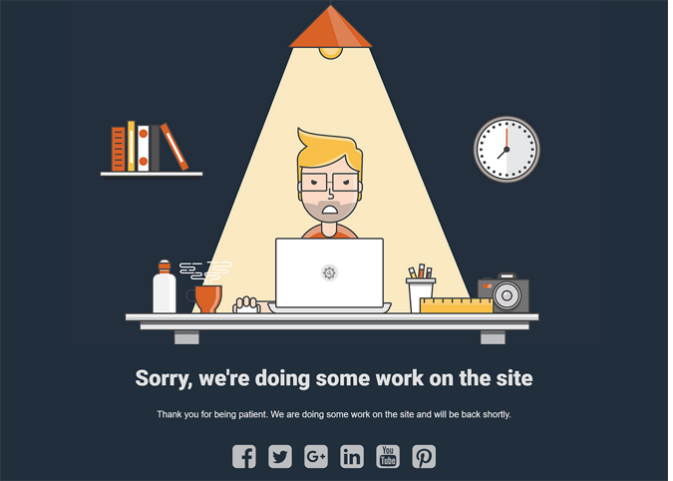 Sorry, we're doing some work on the site
Thank you for being patient. We are doing some work on the site and will be back shortly.
f G+ in You Tube